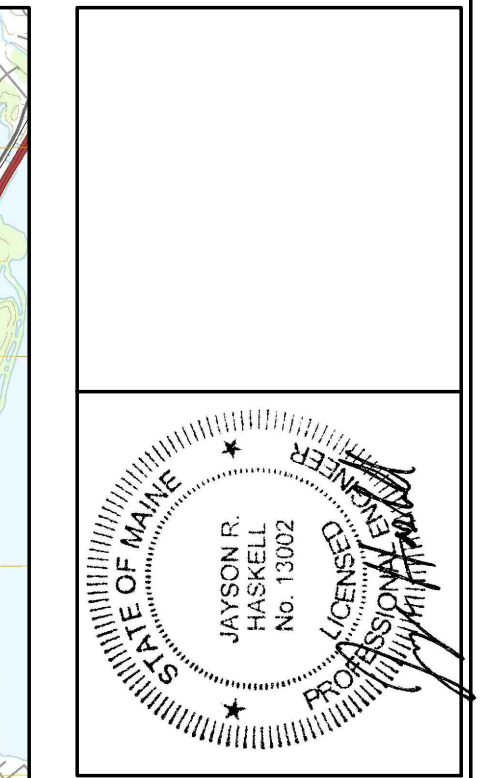 STATE OF MAINE
JAYSON R.
HASKELL
No. 13002
LICENSED
PROFESSIONAL ENGINEER